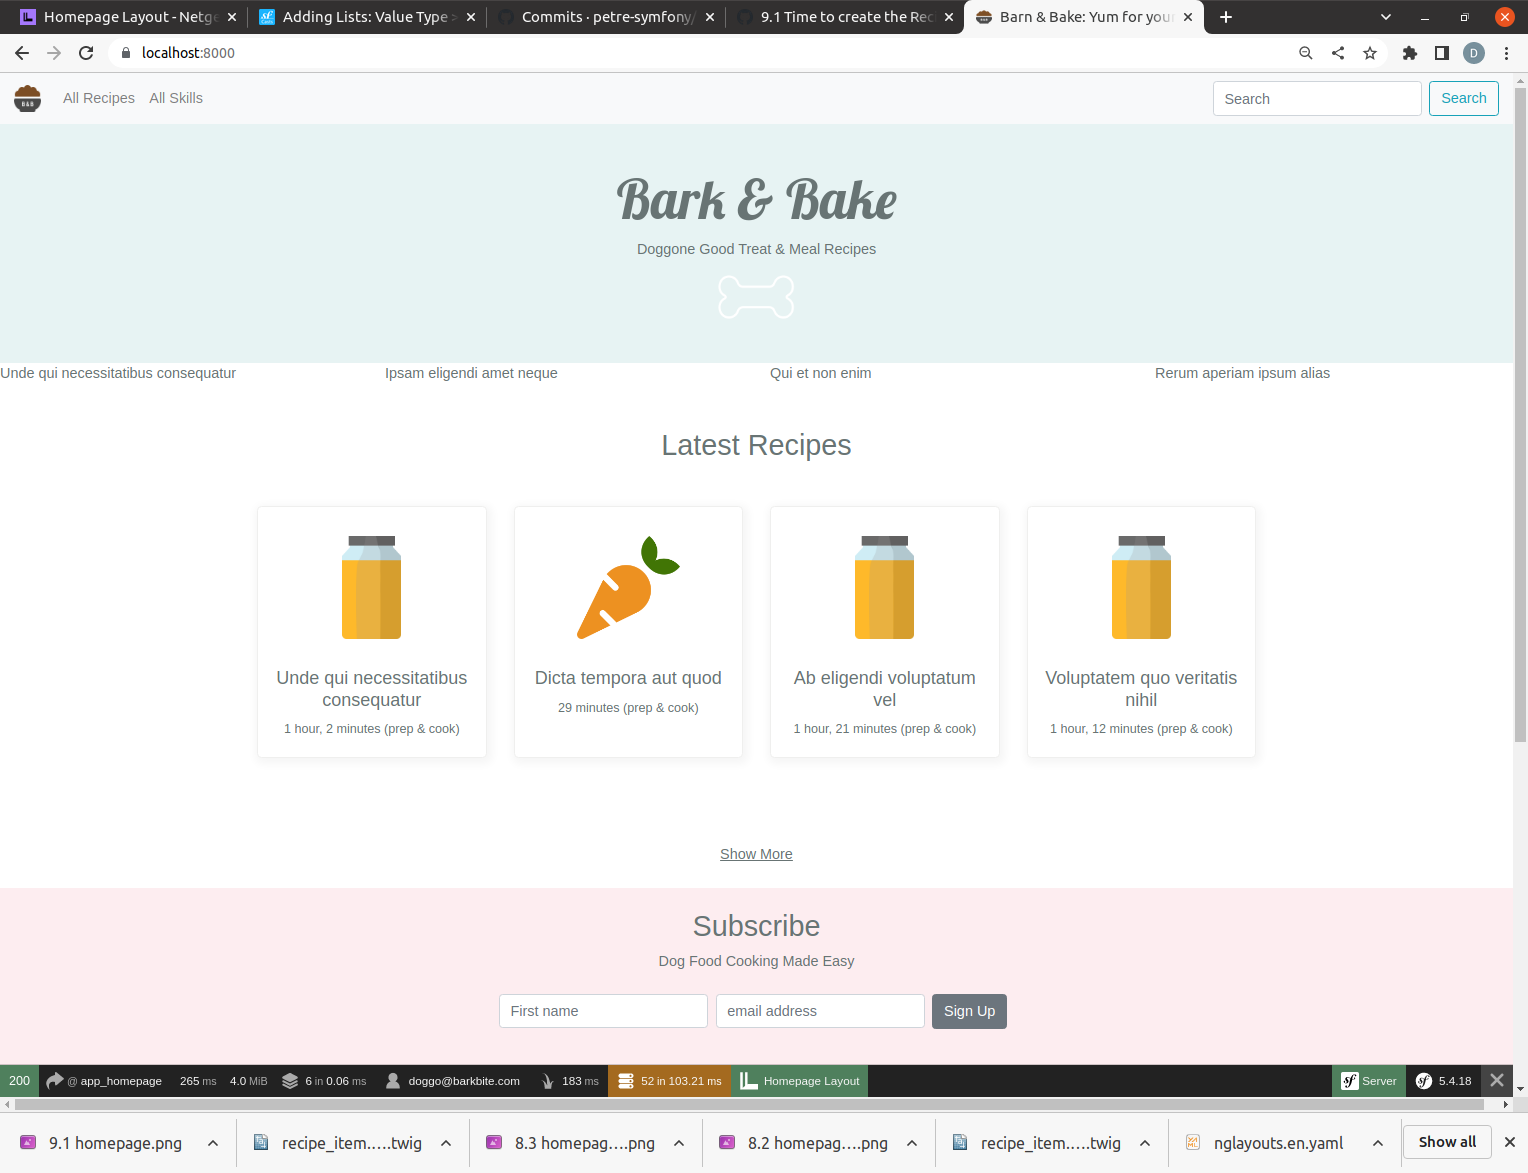 Homepage Layout - Netge
Adding Lists: Value Type >
Commits · petre-symfony/
9.1 Time to create the Rec
Barn & Bake: Yum for your
localhost:8000
D
B&B
All Recipes
All Skills
Search
Search
Bark & Bake
Doggone Good Treat & Meal Recipes
Unde qui necessitatibus consequatur
Ipsam eligendi amet neque
Qui et non enim
Rerum aperiam ipsum alias
Latest Recipes
Unde qui necessitatibus
consequatur
1 hour, 2 minutes (prep & cook)
Dicta tempora aut quod
29 minutes (prep & cook)
Ab eligendi voluptatum
vel
1 hour, 21 minutes (prep & cook)
Voluptatem quo veritatis
nihil
1 hour, 12 minutes (prep & cook)
Show More
Subscribe
Dog Food Cooking Made Easy
First name
email address
Sign Up
200
@ app_homepage
265 ms
4.0 MiB
6 in 0.06 ms
doggo@barkbite.com
183 ms
52 in 103.21 ms
Homepage Layout
Server
5.4.18
9.1 homepage.png
recipe_item.....twig
8.3 homepag....png
8.2 homepag....png
recipe_item.....twig
nglayouts.en.yaml
Show all